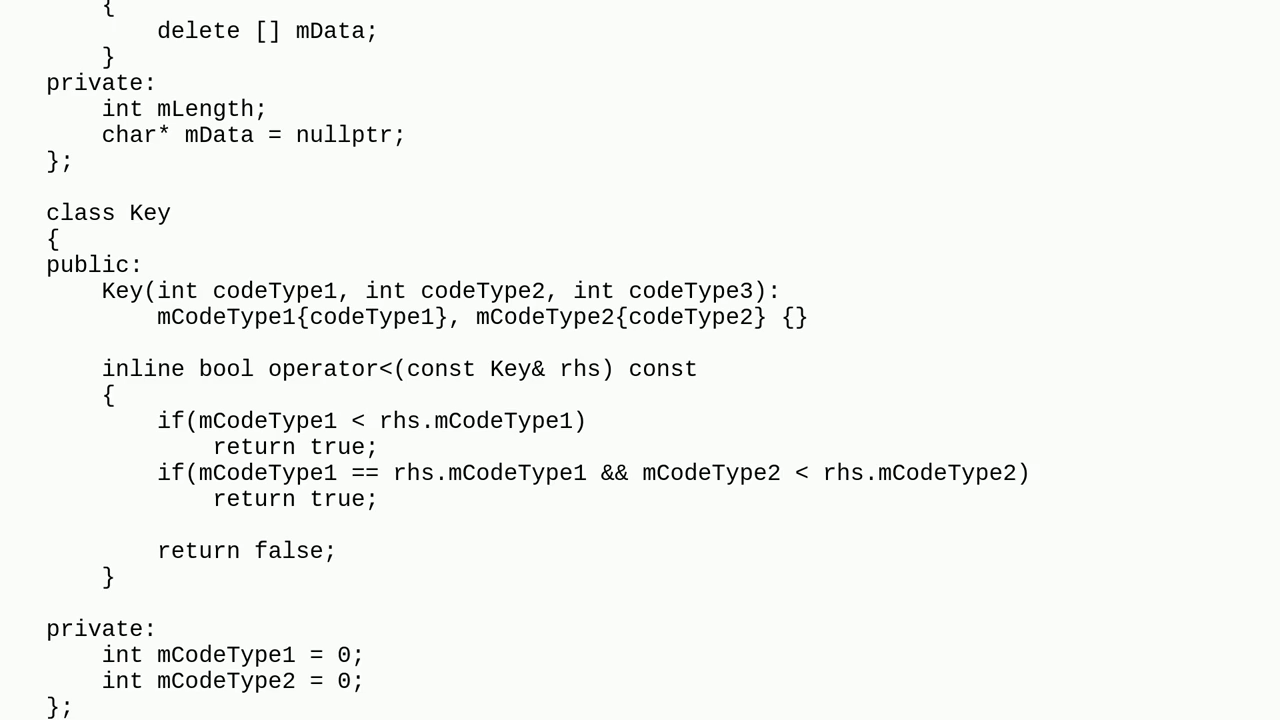 {
delete [] mData;
}
private:
int mLength;
char* mData = nullptr;
};
class Key
{
public:
Key(int codeType1, int codeType2, int codeType3):
mCodeType1{codeType1}, mCodeType2{codeType2} {}
inline bool operator<(const Key& rhs) const
{
if(mCodeType1 < rhs.mCodeType1)
return true;
if(mCodeType1 == rhs.mCodeType1 && mCodeType2 < rhs.mCodeType2)
return true;
return false;
}
private:
int mCodeType1 = 0;
int mCodeType2 = 0;
};